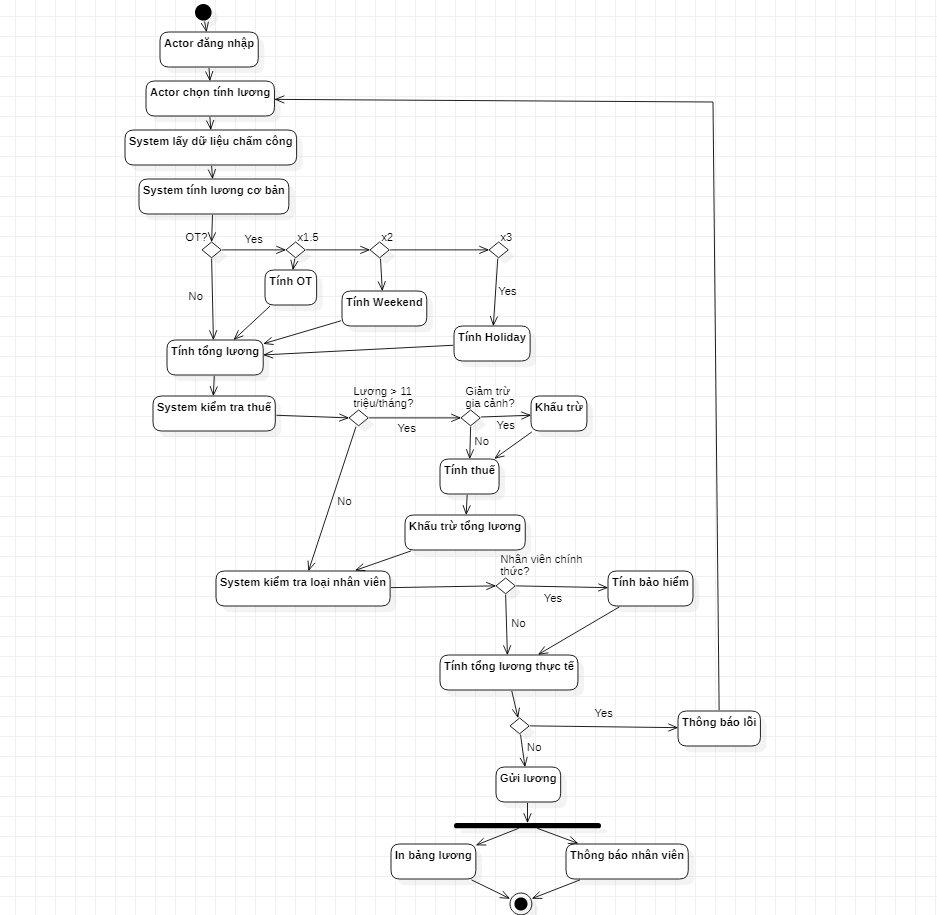 Actor đăng nhập
Actor chọn tính lương
System lấy dữ liệu chấm công
System tính lương cơ bản
OT?
Yes
x1.5
x2
x3
Tính OT
No
Tính Weekend
Yes
Tính Holiday
Tính tổng lương
Lương > 11
triệu/tháng?
Giảm trừ
gia cảnh?
System kiểm tra thuế
Khấu trừ
Yes
Yes
No
Tính thuế
No
Khấu trừ tổng lương
Nhân viên chính
thức?
System kiểm tra loại nhân viên
Tính bảo hiểm
Yes
No
Tính tổng lương thực tế
Yes
Thông báo lỗi
No
Gửi lương
In bảng lương
Thông báo nhân viên